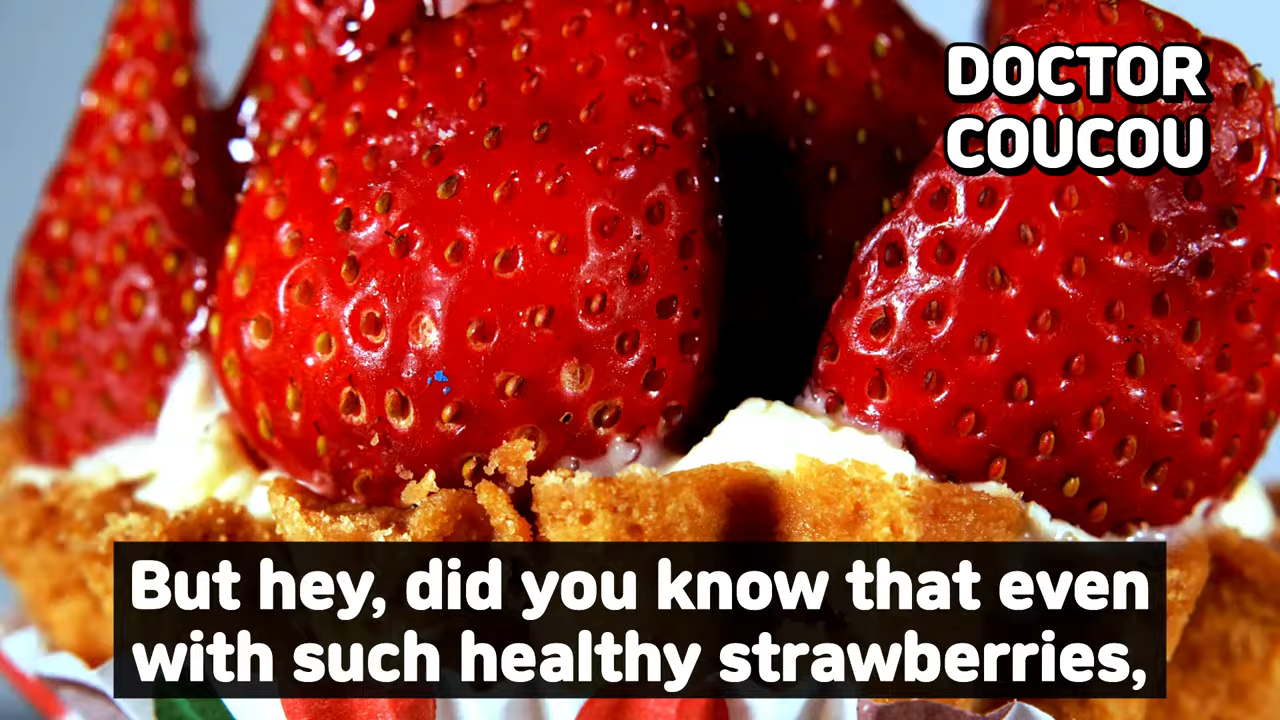 DOCTOR
COUCOU
But hey, did you know that even
with such healthy strawberries,